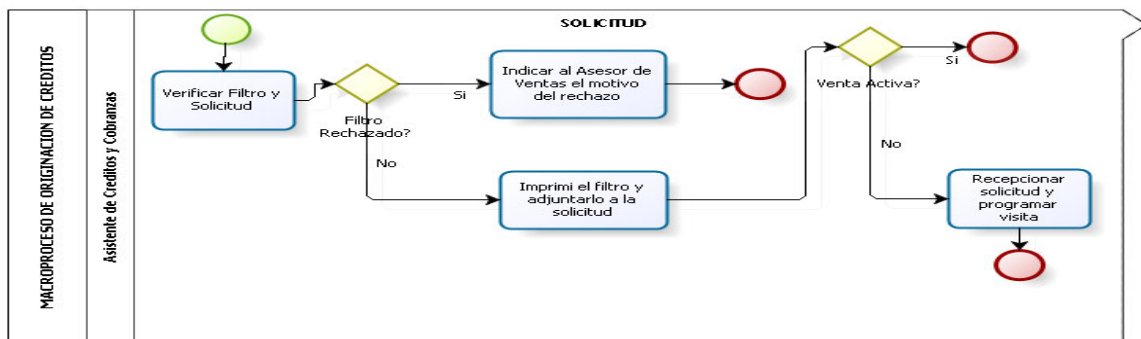 MACROPROCESO DE ORIGINACION DE CREDITOS
Asistente de Creditos y Cobranzas
SOLICITUD
Verificar Filtro y
Solicitud
Filtro
Rechazado?
Si
Indicar al Asesor de
Ventas el motivo
del rechazo
No
Imprimi el filtro y
adjuntarlo a la
solicitud
Venta Activa?
Si
No
Recepcionar
solicitud y
programar
visita